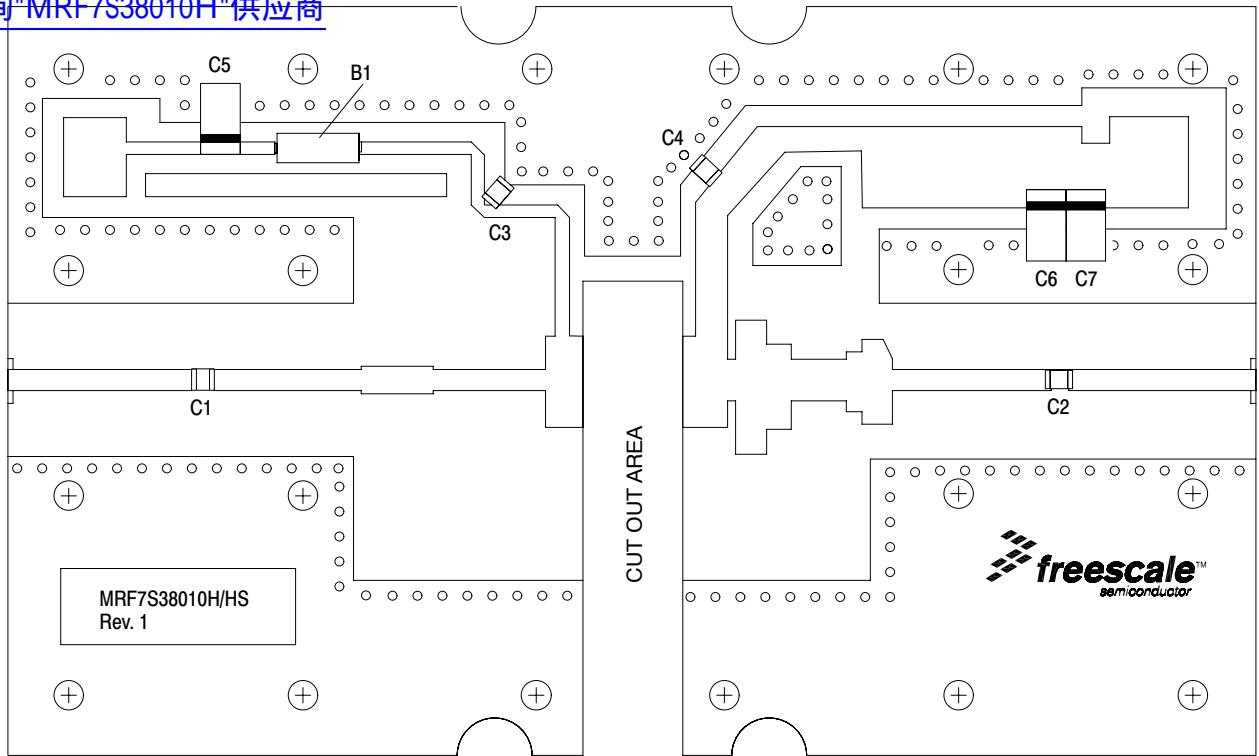 "MRF7S38010H"供应商
C5
B1
C4
C3
C6 C7
C1
C2
CUT OUT AREA
MRF7S38010H/HS
Rev. 1
freescale™
semiconductor